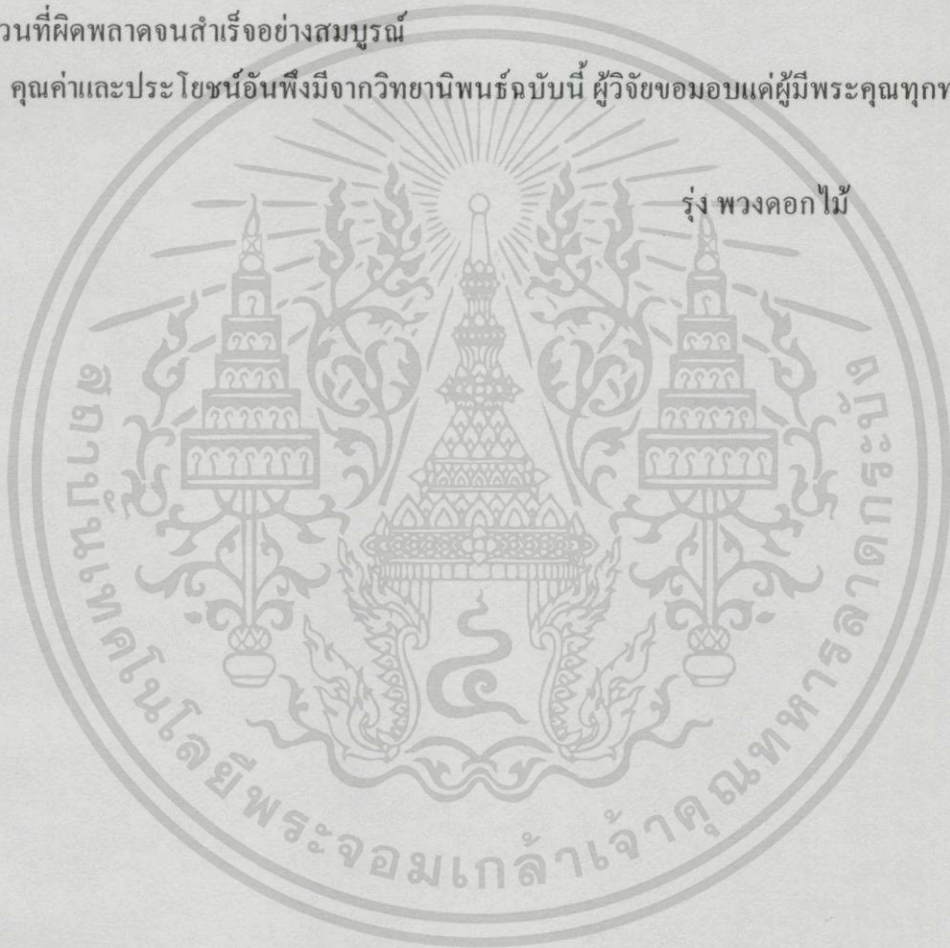 วนที่ผิดพลาดจนสำเร็จอย่างสมบูรณ์
คุณค่าและประโยชน์อันพึงมีจากวิทยานิพนธ์ฉบับนี้ ผู้วิจัยขอมอบแด่ผู้มีพระคุณทุกท
รุ่ง พวงดอกไม้
สถาบันเทคโนโลยีพระจอมเกล้าเจ้าคุณทหารลาดกระบัง